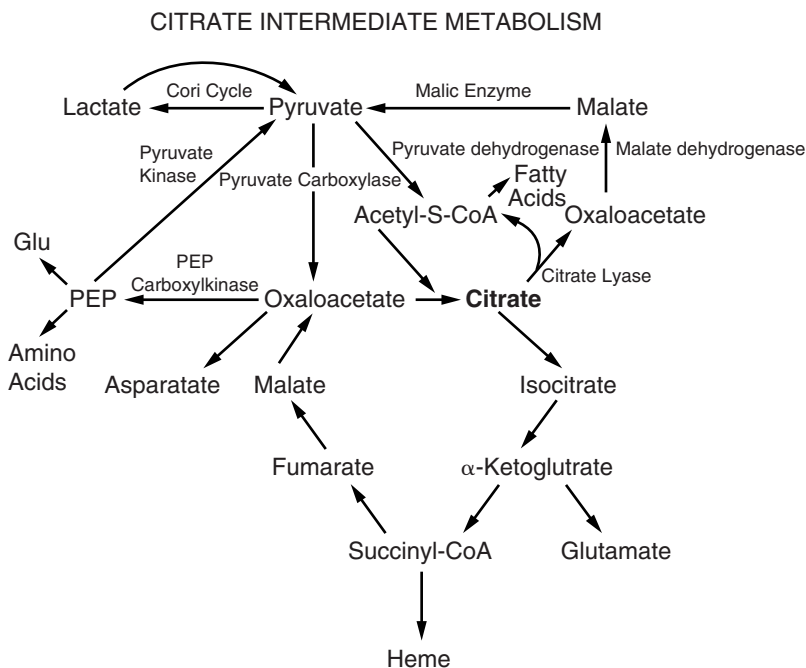 CITRATE INTERMEDIATE METABOLISM
Lactate
Cori Cycle
Pyruvate
Malic Enzyme
Malate
Pyruvate
Kinase
Pyruvate Carboxylase
Pyruvate dehydrogenase
Malate dehydrogenase
Fatty
Acids
Acetyl-S-CoA
Oxaloacetate
Glu
PEP
PEP
Carboxylkinase
Oxaloacetate
Citrate
Citrate Lyase
Amino
Acids
Asparatate
Malate
Isocitrate
Fumarate
α-Ketoglutrate
Succinyl-CoA
Glutamate
Heme